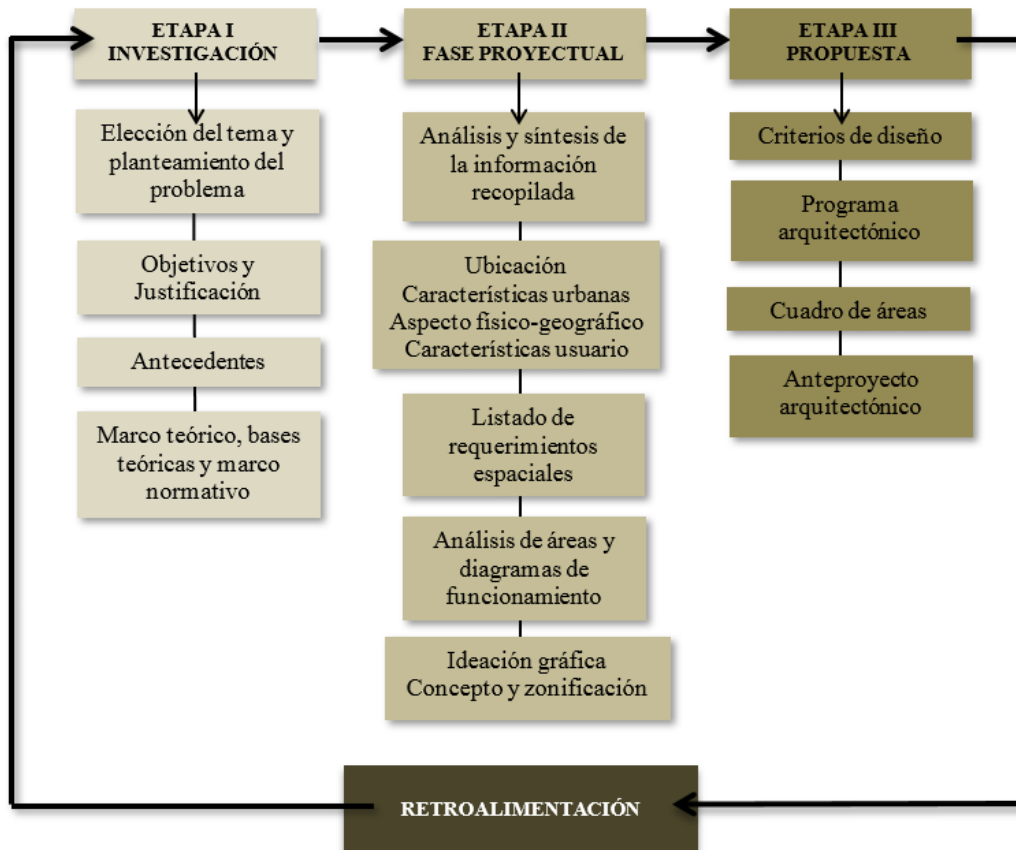 ETAPA I
INVESTIGACIÓN
Elección del tema y
planteamiento del
problema
Objetivos y
Justificación
Antecedentes
Marco teórico, bases
teóricas y marco
normativo
ETAPA II
FASE PROYECTUAL
Análisis y síntesis de
la información
recopilada
Ubicación
Características urbanas
Aspecto físico-geográfico
Características usuario
Listado de
requerimientos
espaciales
Análisis de áreas y
diagramas de
funcionamiento
Ideación gráfica
Concepto y zonificación
ETAPA III
PROPUESTA
Criterios de diseño
Programa
arquitectónico
Cuadro de áreas
Anteproyecto
arquitectónico
RETROALIMENTACIÓN